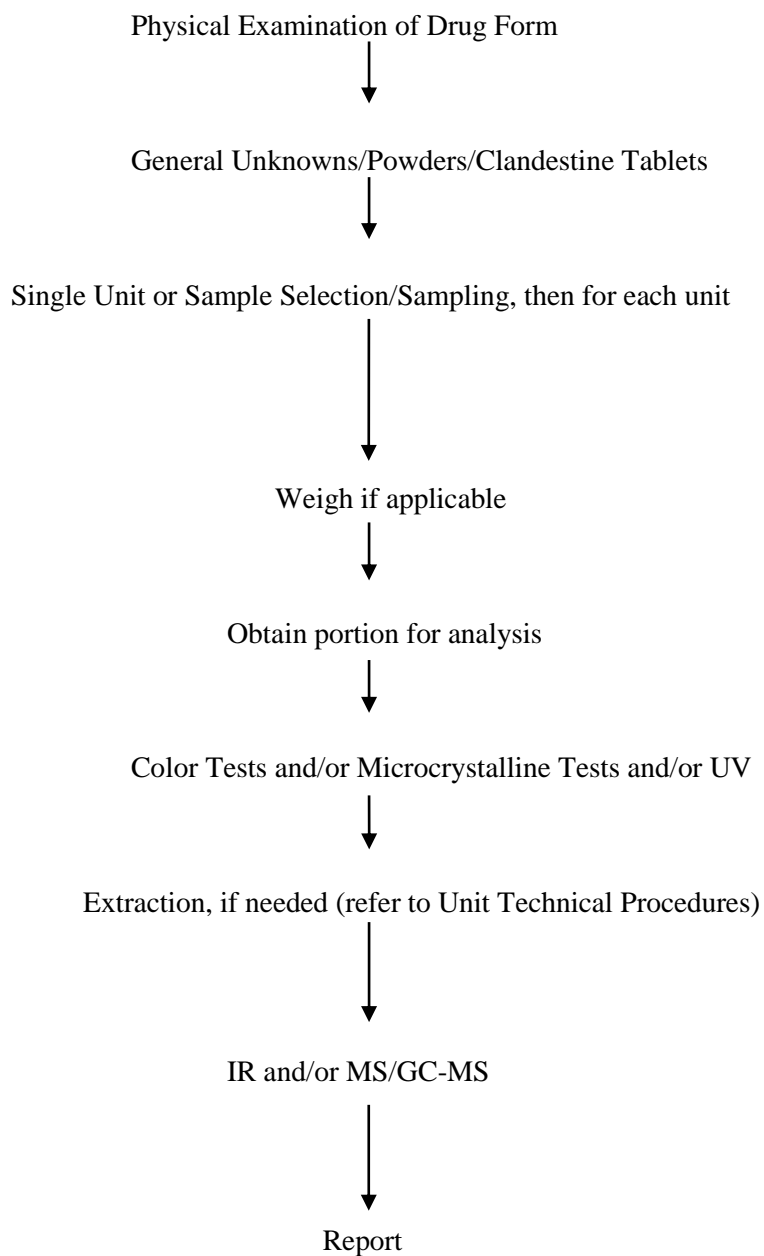 Physical Examination of Drug Form
General Unknowns/Powders/Clandestine Tablets
Single Unit or Sample Selection/Sampling, then for each unit
Weigh if applicable
Obtain portion for analysis
Color Tests and/or Microcrystalline Tests and/or UV
Extraction, if needed (refer to Unit Technical Procedures)
IR and/or MS/GC-MS
Report